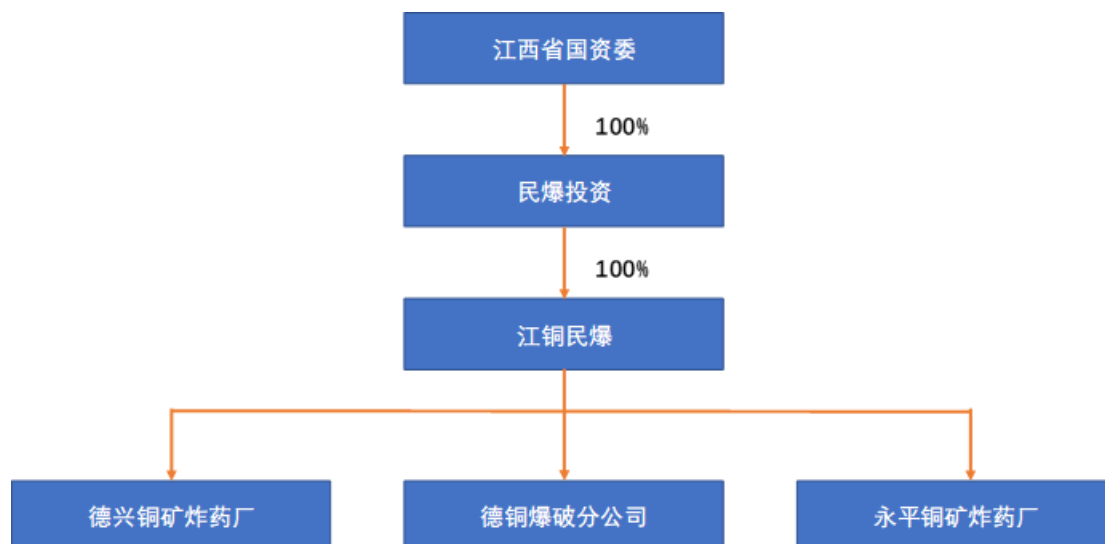 江西省国资委
100%
民爆投资
100%
江铜民爆
德兴铜矿炸药厂
德铜爆破分公司
永平铜矿炸药厂